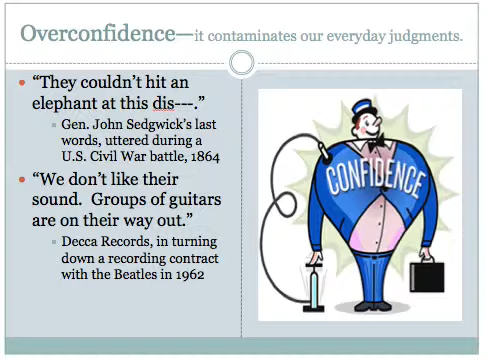 Overconfidence—it contaminates our everyday judgments.
“They couldn’t hit an
elephant at this dis---.”
Gen. John Sedgwick’s last
words, uttered during a
U.S. Civil War battle, 1864
“We don’t like their
sound.  Groups of guitars
are on their way out.”
Decca Records, in turning
down a recording contract
with the Beatles in 1962
CONFIDENCE